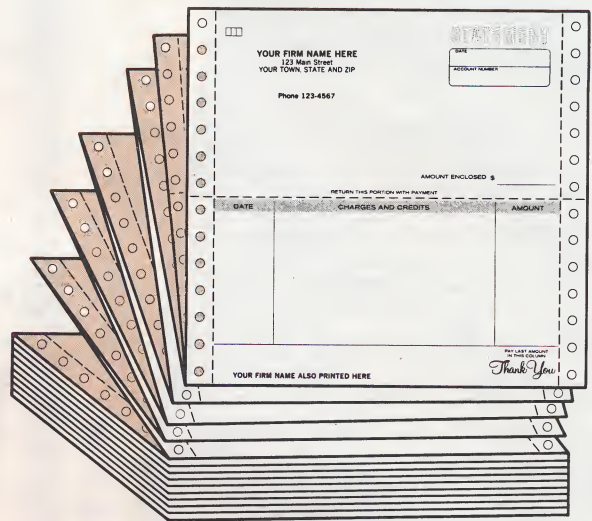 STATEMENT
YOUR FIRM NAME HERE
123 Main Street
YOUR TOWN, STATE AND ZIP
Phone 123-4567
DATE
ACCOUNT NUMBER
AMOUNT ENCLOSED $
RETURN THIS PORTION WITH PAYMENT
DATE CHARGES AND CREDITS AMOUNT
PAY LAST AMOUNT
IN THIS COLUMN
Thank You
YOUR FIRM NAME ALSO PRINTED HERE